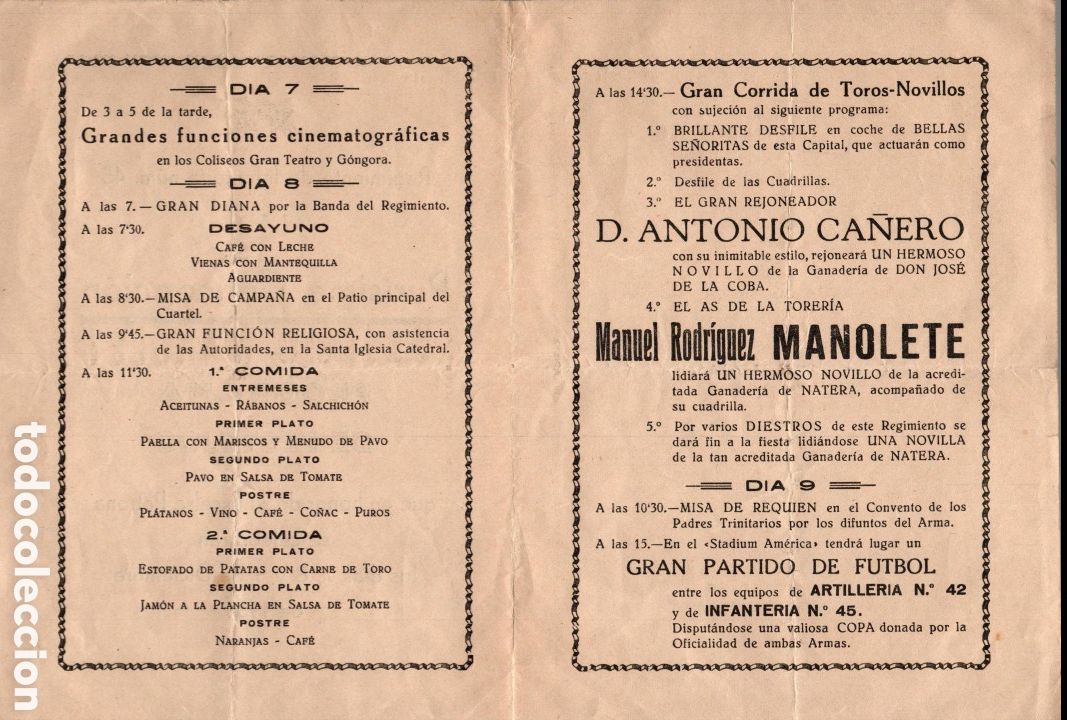 DIA 7
De 3 a 5 de la tarde,
Grandes funciones cinematográficas
en los Coliseos Gran Teatro y Góngora.
DIA 8
A las 7.—GRAN DIANA por la Banda del Regimiento.
A las 7'30. DESAYUNO
CAFÉ CON LECHE
VIENAS CON MANTEQUILLA
AGUARDIENTE
A las 8'30.—MISA DE CAMPAÑA en el Patio principal del
Cuartel.
A las 9'45.—GRAN FUNCIÓN RELIGIOSA, con asistencia
de las Autoridades, en la Santa Iglesia Catedral.
A las 11'30. 1.ª COMIDA
ENTREMESES
ACEITUNAS - RÁBANOS - SALCHICHÓN
PRIMER PLATO
PAELLA CON MARISCOS Y MENUDO DE PAVO
SEGUNDO PLATO
PAVO EN SALSA DE TOMATE
POSTRE
PLÁTANOS - VINO - CAFÉ - COÑAC - PUROS
2.ª COMIDA
PRIMER PLATO
ESTOFADO DE PATATAS CON CARNE DE TORO
SEGUNDO PLATO
JAMÓN A LA PLANCHA EN SALSA DE TOMATE
POSTRE
NARANJAS - CAFÉ
A las 14'30.—Gran Corrida de Toros-Novillos
con sujeción al siguiente programa:
1.º BRILLANTE DESFILE en coche de BELLAS
SEÑORITAS de esta Capital, que actuarán como
presidentas.
2.º Desfile de las Cuadrillas.
3.º EL GRAN REJONEADOR
D. ANTONIO CAÑERO
con su inimitable estilo, rejoneará UN HERMOSO
NOVILLO de la Ganadería de DON JOSÉ
DE LA COBA.
4.º EL AS DE LA TORERÍA
Manuel Rodríguez MANOLETE
lidiará UN HERMOSO NOVILLO de la acredi-
tada Ganadería de NATERA, acompañado de
su cuadrilla.
5.º Por varios DIESTROS de este Regimiento se
dará fin a la fiesta lidiándose UNA NOVILLA
de la tan acreditada Ganadería de NATERA.
DIA 9
A las 10'30.—MISA DE REQUIEN en el Convento de los
Padres Trinitarios por los difuntos del Arma.
A las 15.—En el «Stadium América» tendrá lugar un
GRAN PARTIDO DE FUTBOL
entre los equipos de ARTILLERIA N.º 42
y de INFANTERIA N.º 45.
Disputándose una valiosa COPA donada por la
Oficialidad de ambas Armas.
todocoleccion